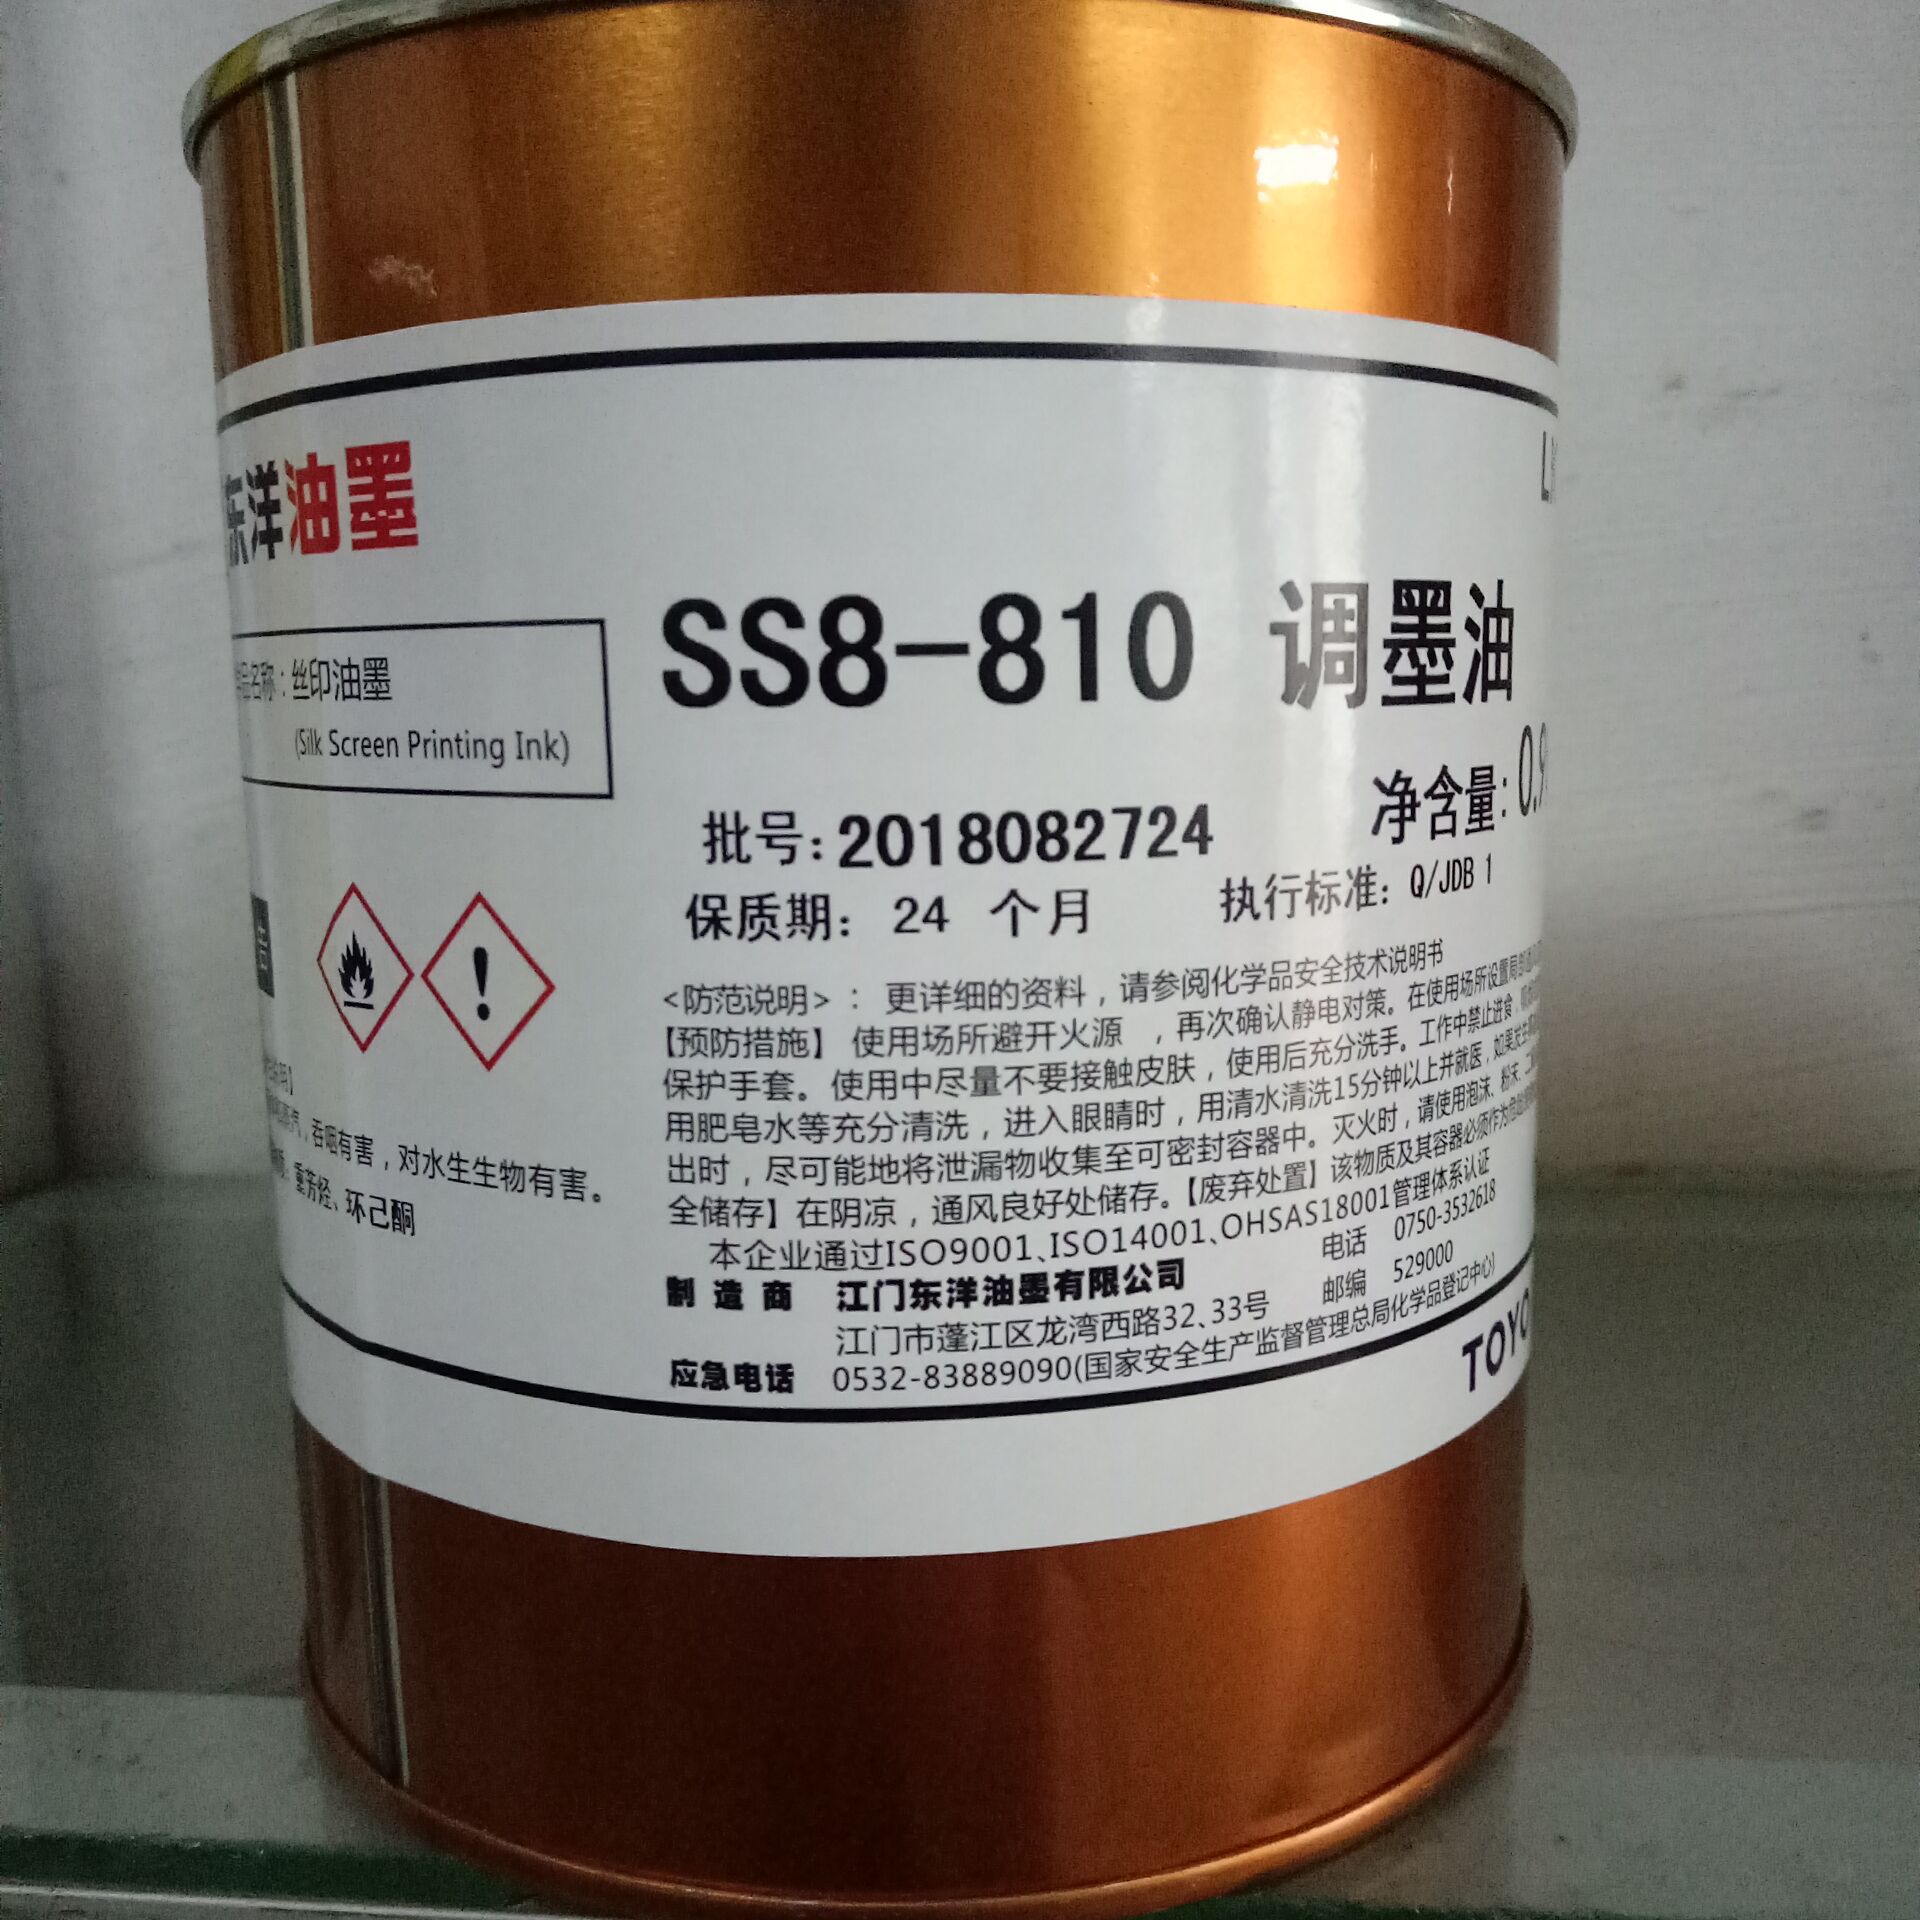 东洋油墨
SS8-810 调墨油
品名称：丝印油墨
(Silk Screen Printing Ink)
净含量:0.9
批号:2018082724
保质期: 24 个月
执行标准: Q/JDB 1
<防范说明>： 更详细的资料，请参阅化学品安全技术说明书
【预防措施】 使用场所避开火源 ，再次确认静电对策。在使用场所设置局部
保护手套。使用中尽量不要接触皮肤，使用后充分洗手。工作中禁止进食，
用肥皂水等充分清洗，进入眼睛时，用清水清洗15分钟以上并就医，如果发生
出时，尽可能地将泄漏物收集至可密封容器中。灭火时，请使用泡沫、粉末、二
全储存】在阴凉，通风良好处储存。【废弃处置】该物质及其容器必须作为危险
本企业通过ISO9001、ISO14001、OHSAS18001管理体系认证
汽，吞咽有害，对水生生物有害。
重芳烃、环己酮
制 造 商 江门东洋油墨有限公司
电话 0750-3532618
江门市蓬江区龙湾西路32、33号
邮编 529000
应急电话 0532-83889090(国家安全生产监督管理总局化学品登记中心)
TOYO